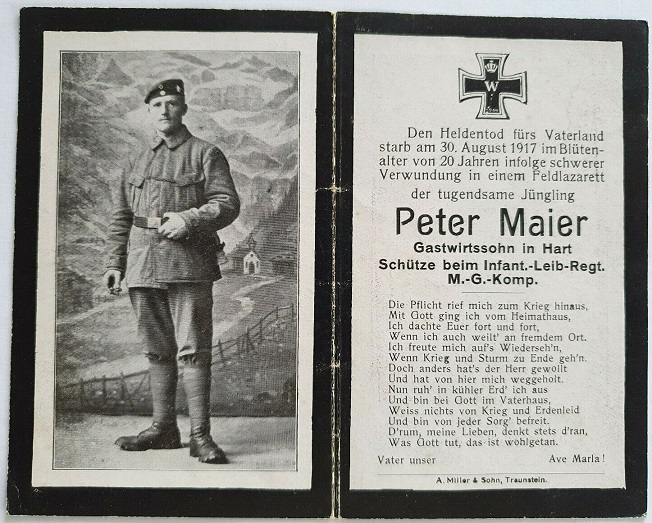 W
Den Heldentod fürs Vaterland
starb am 30. August 1917 im Blüten-
alter von 20 Jahren infolge schwerer
Verwundung in einem Feldlazarett
der tugendsame Jüngling
Peter Maier
Gastwirtssohn in Hart
Schütze beim Infant.-Leib-Regt.
M.-G.-Komp.
Die Pflicht rief mich zum Krieg hinaus,
Mit Gott ging ich vom Heimathaus,
Ich dachte Euer fort und fort,
Wenn ich auch weilt' an fremdem Ort.
Ich freute mich auf's Wiederseh'n,
Wenn Krieg und Sturm zu Ende geh'n.
Doch anders hat's der Herr gewollt
Und hat von hier mich weggeholt.
Nun ruh' in kühler Erd' ich aus
Und bin bei Gott im Vaterhaus,
Weiss nichts von Krieg und Erdenleid
Und bin von jeder Sorg' befreit.
D'rum, meine Lieben, denkt stets d'ran,
Was Gott tut, das ist wohlgetan.
Vater unser Ave Maria!
A. Miller & Sohn, Traunstein.